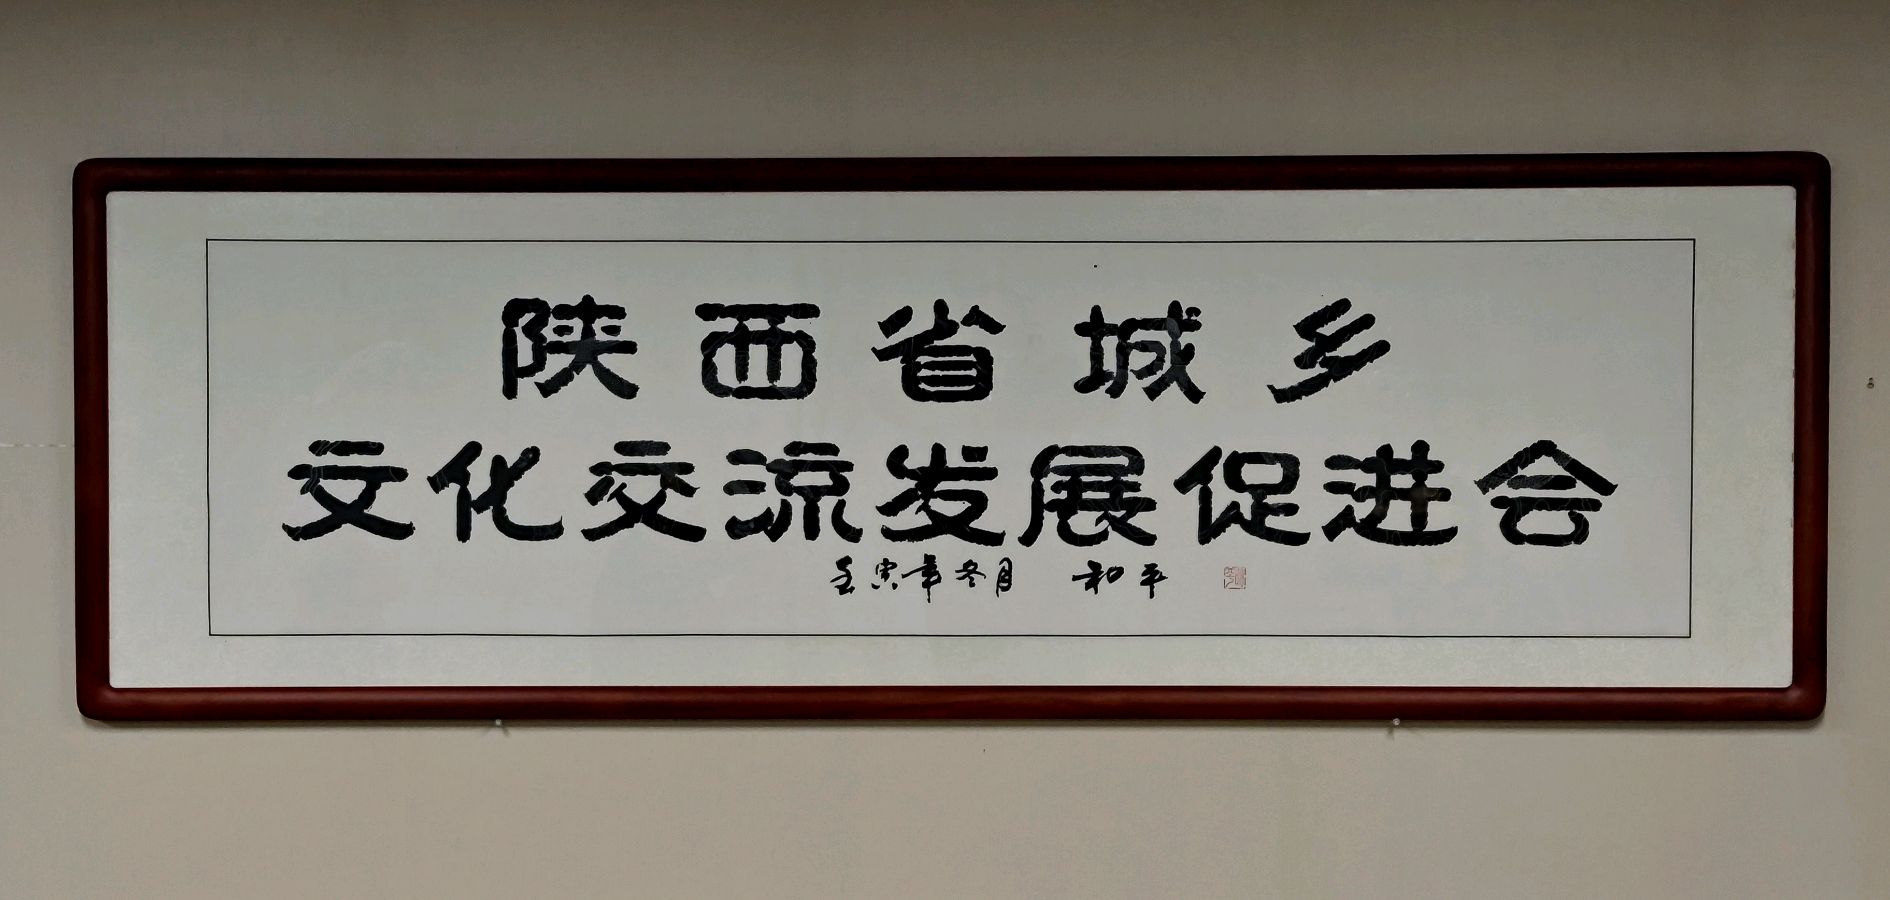 陕西省城乡
文化交流发展促进会
壬寅年冬月 和平